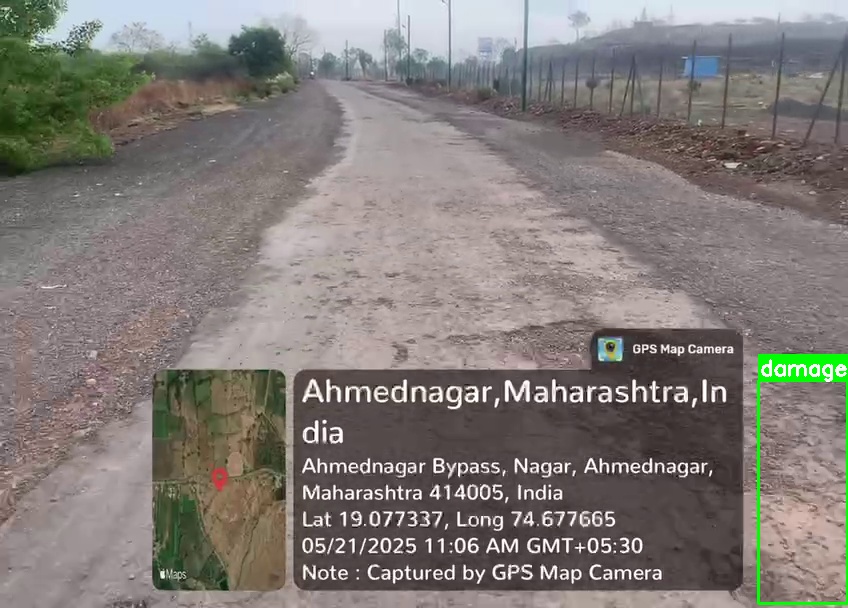 GPS Map Camera
damage
Ahmednagar,Maharashtra,In
dia
Ahmednagar Bypass, Nagar, Ahmednagar,
Maharashtra 414005, India
Lat 19.077337, Long 74.677665
05/21/2025 11:06 AM GMT+05:30
Note : Captured by GPS Map Camera
Maps